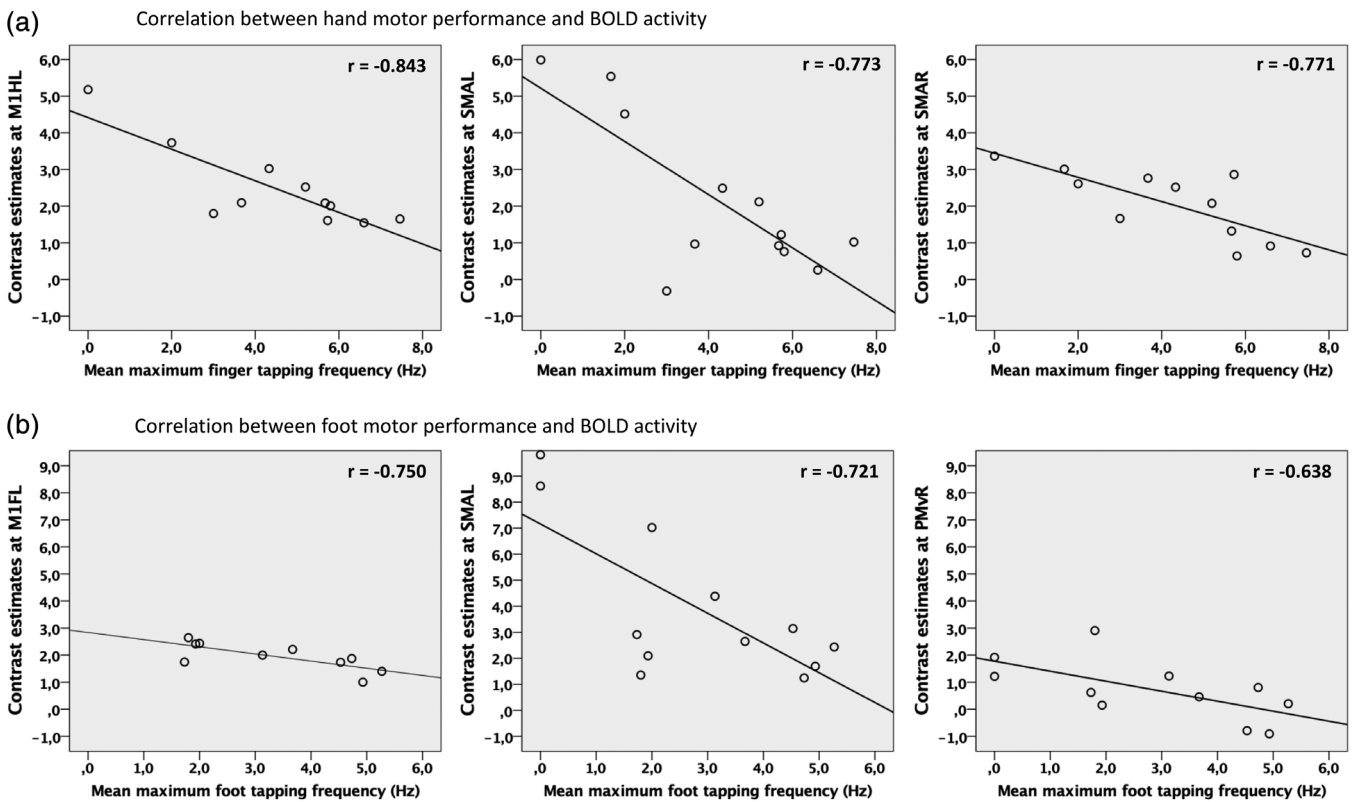 (a)
Correlation between hand motor performance and BOLD activity
Contrast estimates at M1HL
6,0
5,0
4,0
3,0
2,0
1,0
,0
-1,0
r = -0.843
,0 2,0 4,0 6,0 8,0
Mean maximum finger tapping frequency (Hz)
Contrast estimates at SMAL
6,0
5,0
4,0
3,0
2,0
1,0
,0
-1,0
r = -0.773
,0 2,0 4,0 6,0 8,0
Mean maximum finger tapping frequency (Hz)
Contrast estimates at SMAR
6,0
5,0
4,0
3,0
2,0
1,0
,0
-1,0
r = -0.771
,0 2,0 4,0 6,0 8,0
Mean maximum finger tapping frequency (Hz)
(b)
Correlation between foot motor performance and BOLD activity
Contrast estimates at M1FL
9,0
8,0
7,0
6,0
5,0
4,0
3,0
2,0
1,0
,0
-1,0
r = -0.750
,0 1,0 2,0 3,0 4,0 5,0 6,0
Mean maximum foot tapping frequency (Hz)
Contrast estimates at SMAL
9,0
8,0
7,0
6,0
5,0
4,0
3,0
2,0
1,0
,0
-1,0
r = -0.721
,0 1,0 2,0 3,0 4,0 5,0 6,0
Mean maximum foot tapping frequency (Hz)
Contrast estimates at PMvR
9,0
8,0
7,0
6,0
5,0
4,0
3,0
2,0
1,0
,0
-1,0
r = -0.638
,0 1,0 2,0 3,0 4,0 5,0 6,0
Mean maximum foot tapping frequency (Hz)